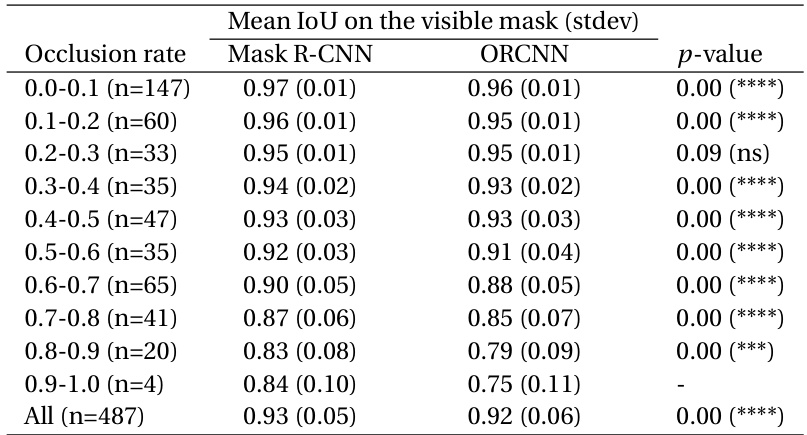 Mean IoU on the visible mask (stdev)
Occlusion rate Mask R-CNN ORCNN p-value
0.0-0.1 (n=147) 0.97 (0.01) 0.96 (0.01) 0.00 (****)
0.1-0.2 (n=60) 0.96 (0.01) 0.95 (0.01) 0.00 (****)
0.2-0.3 (n=33) 0.95 (0.01) 0.95 (0.01) 0.09 (ns)
0.3-0.4 (n=35) 0.94 (0.02) 0.93 (0.02) 0.00 (****)
0.4-0.5 (n=47) 0.93 (0.03) 0.93 (0.03) 0.00 (****)
0.5-0.6 (n=35) 0.92 (0.03) 0.91 (0.04) 0.00 (****)
0.6-0.7 (n=65) 0.90 (0.05) 0.88 (0.05) 0.00 (****)
0.7-0.8 (n=41) 0.87 (0.06) 0.85 (0.07) 0.00 (****)
0.8-0.9 (n=20) 0.83 (0.08) 0.79 (0.09) 0.00 (***)
0.9-1.0 (n=4) 0.84 (0.10) 0.75 (0.11) -
All (n=487) 0.93 (0.05) 0.92 (0.06) 0.00 (****)